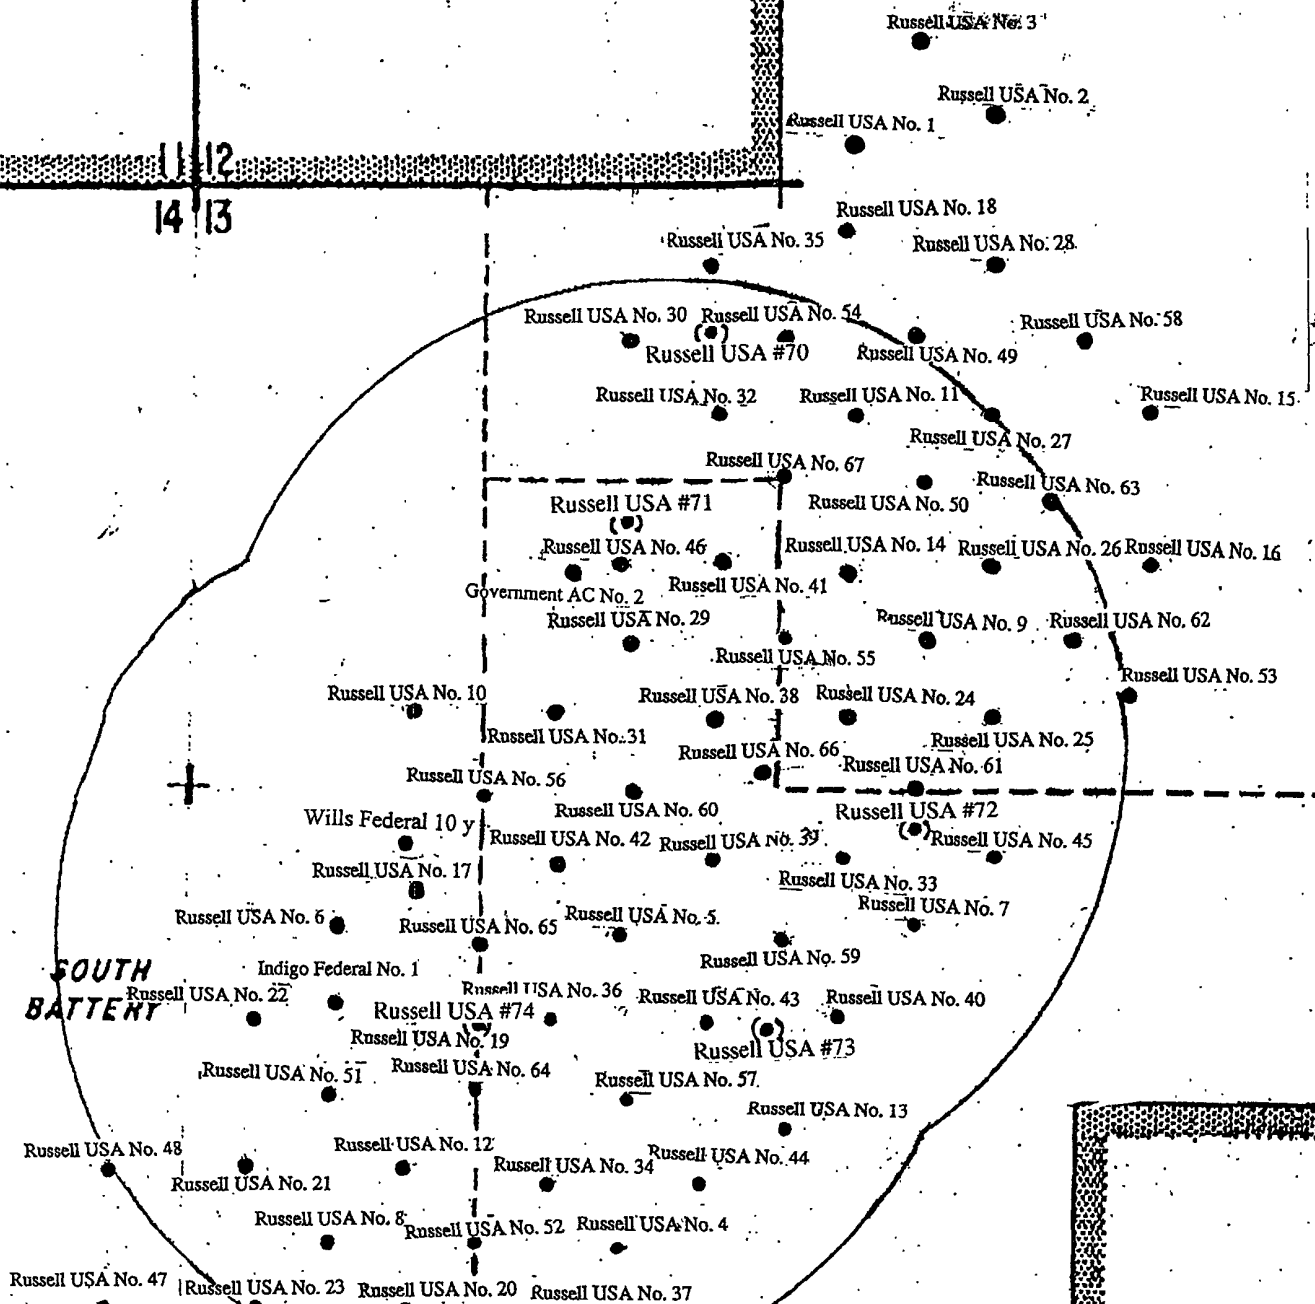 Russell USA No. 3
Russell USA No. 2
Russell USA No. 1
11 12
14 13
Russell USA No. 18
Russell USA No. 35
Russell USA No. 28
Russell USA No. 30
Russell USA No. 54
Russell USA No. 58
Russell USA #70
Russell USA No. 49
Russell USA No. 32
Russell USA No. 11
Russell USA No. 15
Russell USA No. 27
Russell USA No. 67
Russell USA No. 63
Russell USA #71
Russell USA No. 50
Russell USA No. 46
Russell USA No. 14
Russell USA No. 26
Russell USA No. 16
Russell USA No. 41
Government AC No. 2
Russell USA No. 29
Russell USA No. 9
Russell USA No. 62
Russell USA No. 55
Russell USA No. 53
Russell USA No. 10
Russell USA No. 38
Russell USA No. 24
Russell USA No. 31
Russell USA No. 25
Russell USA No. 66
Russell USA No. 61
Russell USA No. 56
Russell USA No. 60
Russell USA #72
Wills Federal 10 y
Russell USA No. 42
Russell USA No. 39
Russell USA No. 45
Russell USA No. 17
Russell USA No. 33
Russell USA No. 6
Russell USA No. 65
Russell USA No. 5
Russell USA No. 7
Russell USA No. 59
SOUTH
BATTERY
Indigo Federal No. 1
Russell USA No. 22
Russell USA No. 36
Russell USA No. 43
Russell USA No. 40
Russell USA #74
Russell USA No. 19
Russell USA #73
Russell USA No. 51
Russell USA No. 64
Russell USA No. 57
Russell USA No. 13
Russell USA No. 48
Russell USA No. 12
Russell USA No. 34
Russell USA No. 44
Russell USA No. 21
Russell USA No. 8
Russell USA No. 52
Russell USA No. 4
Russell USA No. 47
Russell USA No. 23
Russell USA No. 20
Russell USA No. 37